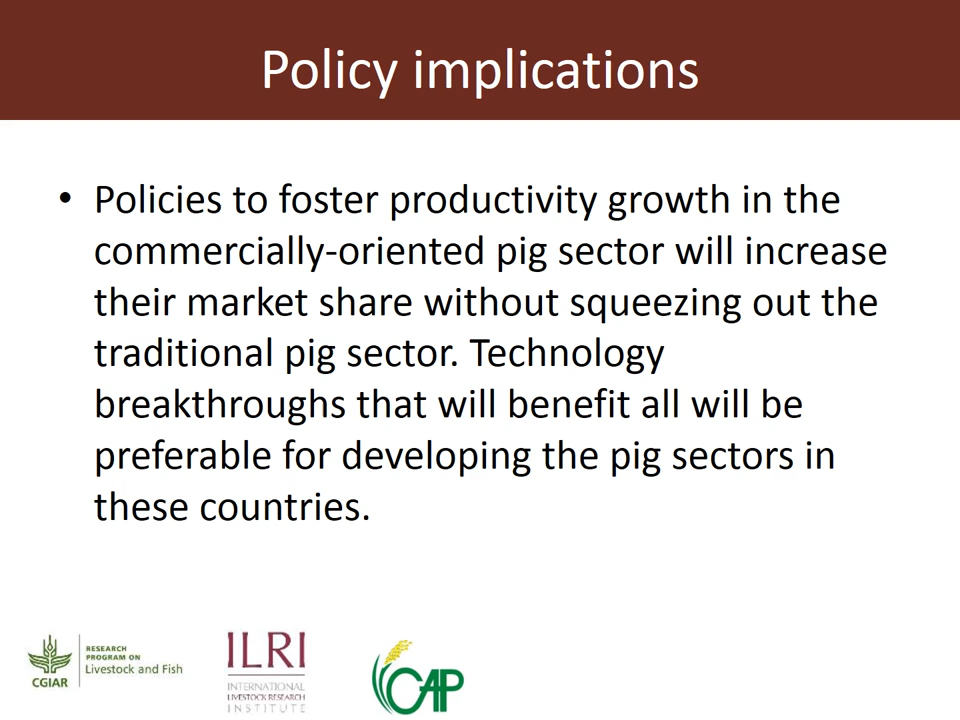 Policy implications
• Policies to foster productivity growth in the
commercially-oriented pig sector will increase
their market share without squeezing out the
traditional pig sector. Technology
breakthroughs that will benefit all will be
preferable for developing the pig sectors in
these countries.
CGIAR
RESEARCH
PROGRAM ON
Livestock and Fish
ILRI
INTERNATIONAL
LIVESTOCK RESEARCH
INSTITUTE
CAP